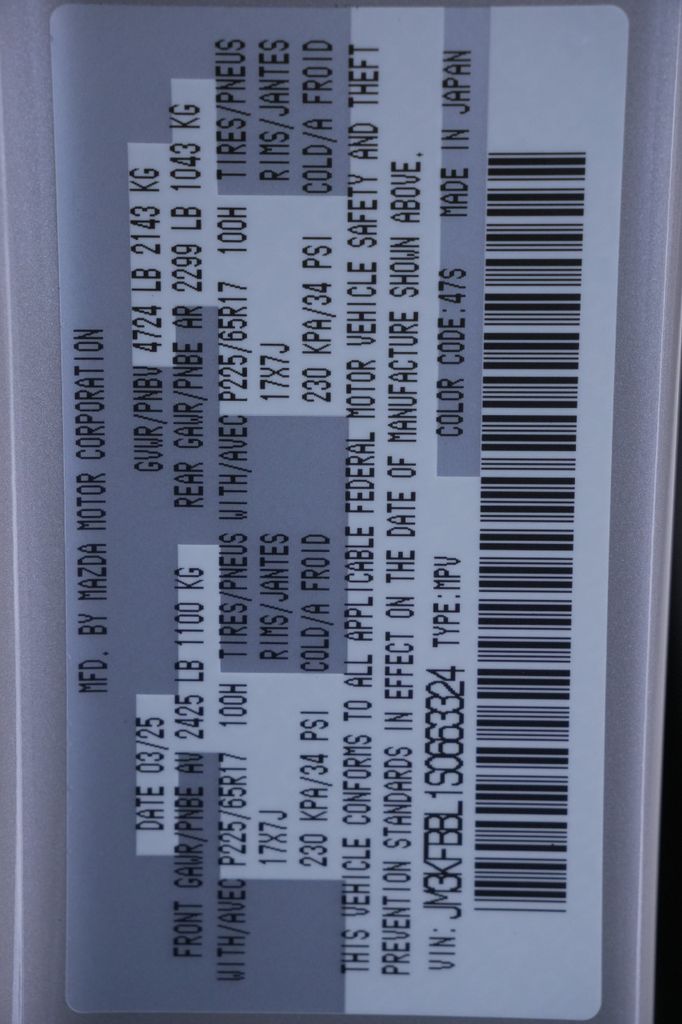 MFD. BY MAZDA MOTOR CORPORATION
DATE 03/25 GVWR/PNBV 4724 LB 2143 KG
FRONT GAWR/PNBE AV 2425 LB 1100 KG REAR GAWR/PNBE AR 2299 LB 1043 KG
WITH/AVEC P225/65R17 100H TIRES/PNEUS WITH/AVEC P225/65R17 100H TIRES/PNEUS
17X7J RIMS/JANTES 17X7J RIMS/JANTES
230 KPA/34 PSI COLD/A FROID 230 KPA/34 PSI COLD/A FROID
THIS VEHICLE CONFORMS TO ALL APPLICABLE FEDERAL MOTOR VEHICLE SAFETY AND THEFT
PREVENTION STANDARDS IN EFFECT ON THE DATE OF MANUFACTURE SHOWN ABOVE.
VIN: JM3KFBBL1S0663324 TYPE:MPV COLOR CODE:47S MADE IN JAPAN